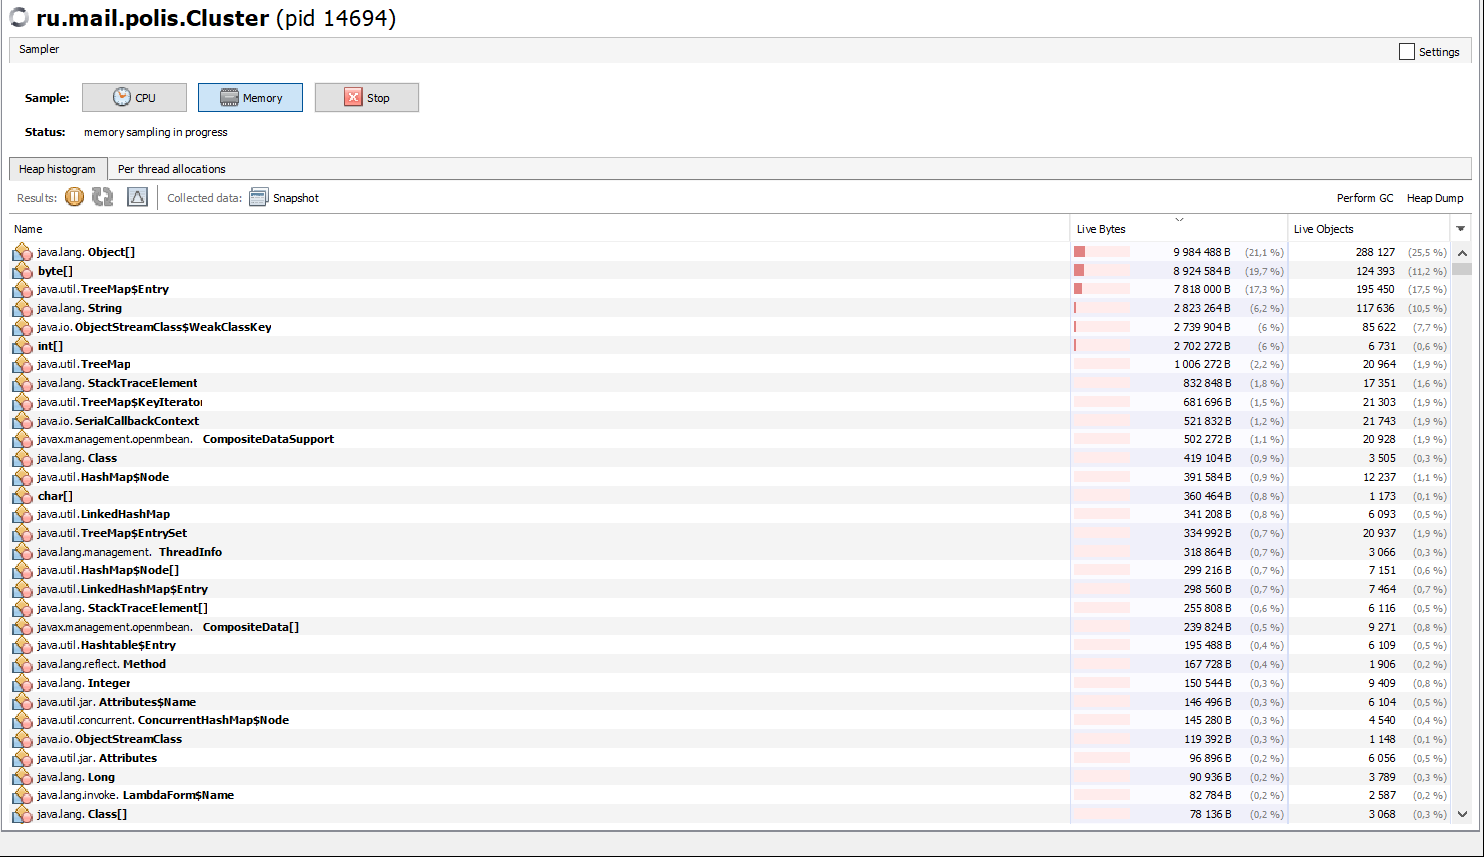 ru.mail.polis.Cluster (pid 14694)
Sampler
Settings
Sample: CPU Memory Stop
Status: memory sampling in progress
Heap histogram Per thread allocations
Results: Collected data: Snapshot Perform GC Heap Dump
Name Live Bytes Live Objects
java.lang.Object[] 9 984 488 B (21,1 %) 288 127 (25,5 %)
byte[] 8 924 584 B (19,7 %) 124 393 (11,2 %)
java.util.TreeMap$Entry 7 818 000 B (17,3 %) 195 450 (17,5 %)
java.lang.String 2 823 264 B (6,2 %) 117 636 (10,5 %)
java.io.ObjectStreamClass$WeakClassKey 2 739 904 B (6 %) 85 622 (7,7 %)
int[] 2 702 272 B (6 %) 6 731 (0,6 %)
java.util.TreeMap 1 006 272 B (2,2 %) 20 964 (1,9 %)
java.lang.StackTraceElement 832 848 B (1,8 %) 17 351 (1,6 %)
java.util.TreeMap$KeyIterator 681 696 B (1,5 %) 21 303 (1,9 %)
java.io.SerialCallbackContext 521 832 B (1,2 %) 21 743 (1,9 %)
javax.management.openmbean.CompositeDataSupport 502 272 B (1,1 %) 20 928 (1,9 %)
java.lang.Class 419 104 B (0,9 %) 3 505 (0,3 %)
java.util.HashMap$Node 391 584 B (0,9 %) 12 237 (1,1 %)
char[] 360 464 B (0,8 %) 1 173 (0,1 %)
java.util.LinkedHashMap 341 208 B (0,8 %) 6 093 (0,5 %)
java.util.TreeMap$EntrySet 334 992 B (0,7 %) 20 937 (1,9 %)
java.lang.management.ThreadInfo 318 864 B (0,7 %) 3 066 (0,3 %)
java.util.HashMap$Node[] 299 216 B (0,7 %) 7 151 (0,6 %)
java.util.LinkedHashMap$Entry 298 560 B (0,7 %) 7 464 (0,7 %)
java.lang.StackTraceElement[] 255 808 B (0,6 %) 6 116 (0,5 %)
javax.management.openmbean.CompositeData[] 239 824 B (0,5 %) 9 271 (0,8 %)
java.util.Hashtable$Entry 195 488 B (0,4 %) 6 109 (0,5 %)
java.lang.reflect.Method 167 728 B (0,4 %) 1 906 (0,2 %)
java.lang.Integer 150 544 B (0,3 %) 9 409 (0,8 %)
java.util.jar.Attributes$Name 146 496 B (0,3 %) 6 104 (0,5 %)
java.util.concurrent.ConcurrentHashMap$Node 145 280 B (0,3 %) 4 540 (0,4 %)
java.io.ObjectStreamClass 119 392 B (0,3 %) 1 148 (0,1 %)
java.util.jar.Attributes 96 896 B (0,2 %) 6 056 (0,5 %)
java.lang.Long 90 936 B (0,2 %) 3 789 (0,3 %)
java.lang.invoke.LambdaForm$Name 82 784 B (0,2 %) 2 587 (0,2 %)
java.lang.Class[] 78 136 B (0,2 %) 3 068 (0,3 %)